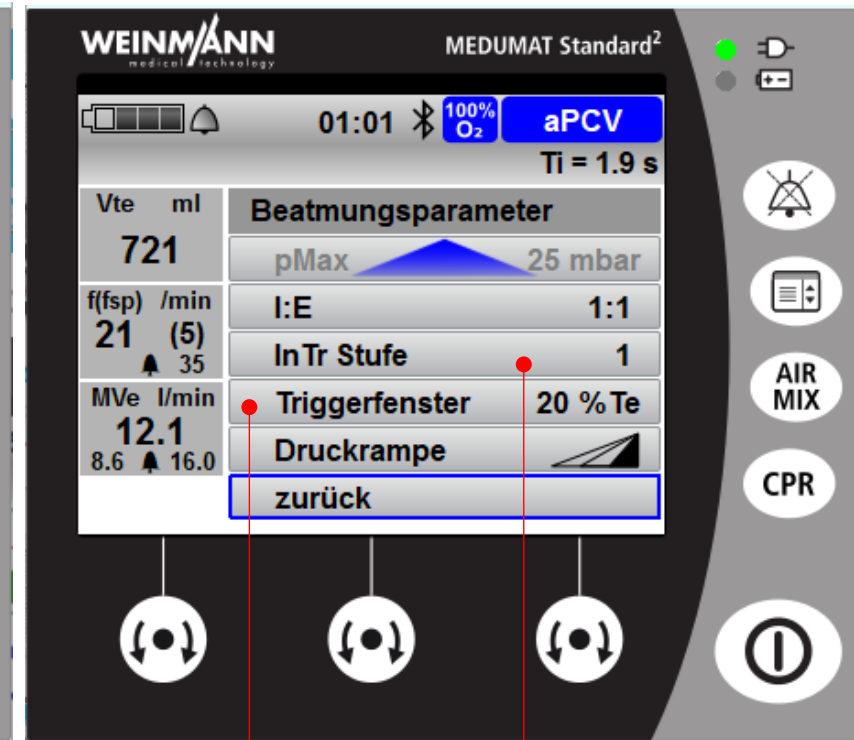 WEINMANN
medical technology
MEDUMAT Standard²
01:01 100% O₂ aPCV
Ti = 1.9 s
Vte ml
721
f(fsp) /min
21 (5)
35
MVe l/min
12.1
8.6 16.0
Beatmungsparameter
pMax 25 mbar
I:E 1:1
InTr Stufe 1
Triggerfenster 20 % Te
Druckrampe
zurück
AIR
MIX
CPR